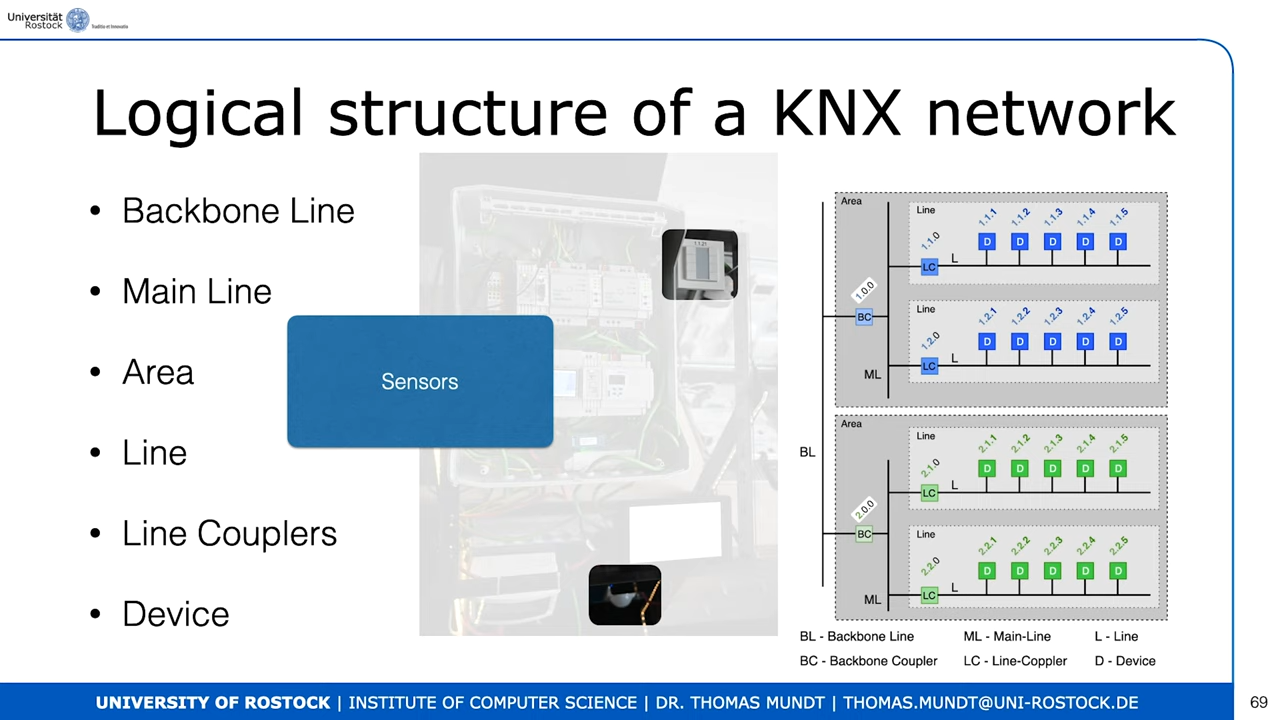 Universität
Rostock
Traditio et Innovatio
Logical structure of a KNX network
• Backbone Line
• Main Line
• Area
• Line
• Line Couplers
• Device
Sensors
1.1.21
BL
Area
1.0.0
BC
ML
Line
1.1.0
LC
L
1.1.1 1.1.2 1.1.3 1.1.4 1.1.5
D D D D D
Line
1.2.0
LC
L
1.2.1 1.2.2 1.2.3 1.2.4 1.2.5
D D D D D
Area
2.0.0
BC
ML
Line
2.1.0
LC
L
2.1.1 2.1.2 2.1.3 2.1.4 2.1.5
D D D D D
Line
2.2.0
LC
L
2.2.1 2.2.2 2.2.3 2.2.4 2.2.5
D D D D D
BL - Backbone Line ML - Main-Line L - Line
BC - Backbone Coupler LC - Line-Coppler D - Device
UNIVERSITY OF ROSTOCK | INSTITUTE OF COMPUTER SCIENCE | DR. THOMAS MUNDT | THOMAS.MUNDT@UNI-ROSTOCK.DE
69